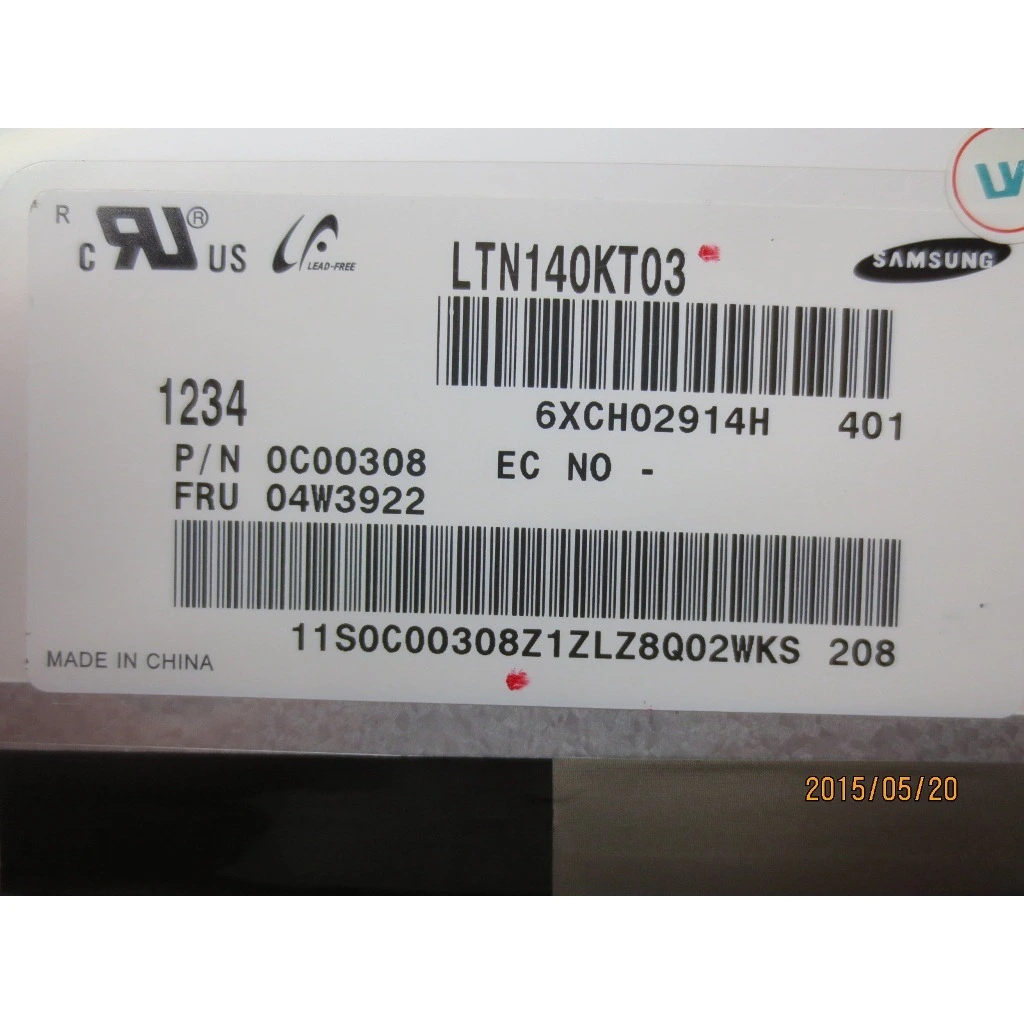 R
C RU ® US
LEAD-FREE
LTN140KT03
SAMSUNG
1234
6XCH02914H 401
P/N 0C00308 EC NO -
FRU 04W3922
11S0C00308Z1ZLZ8Q02WKS 208
MADE IN CHINA
2015/05/20